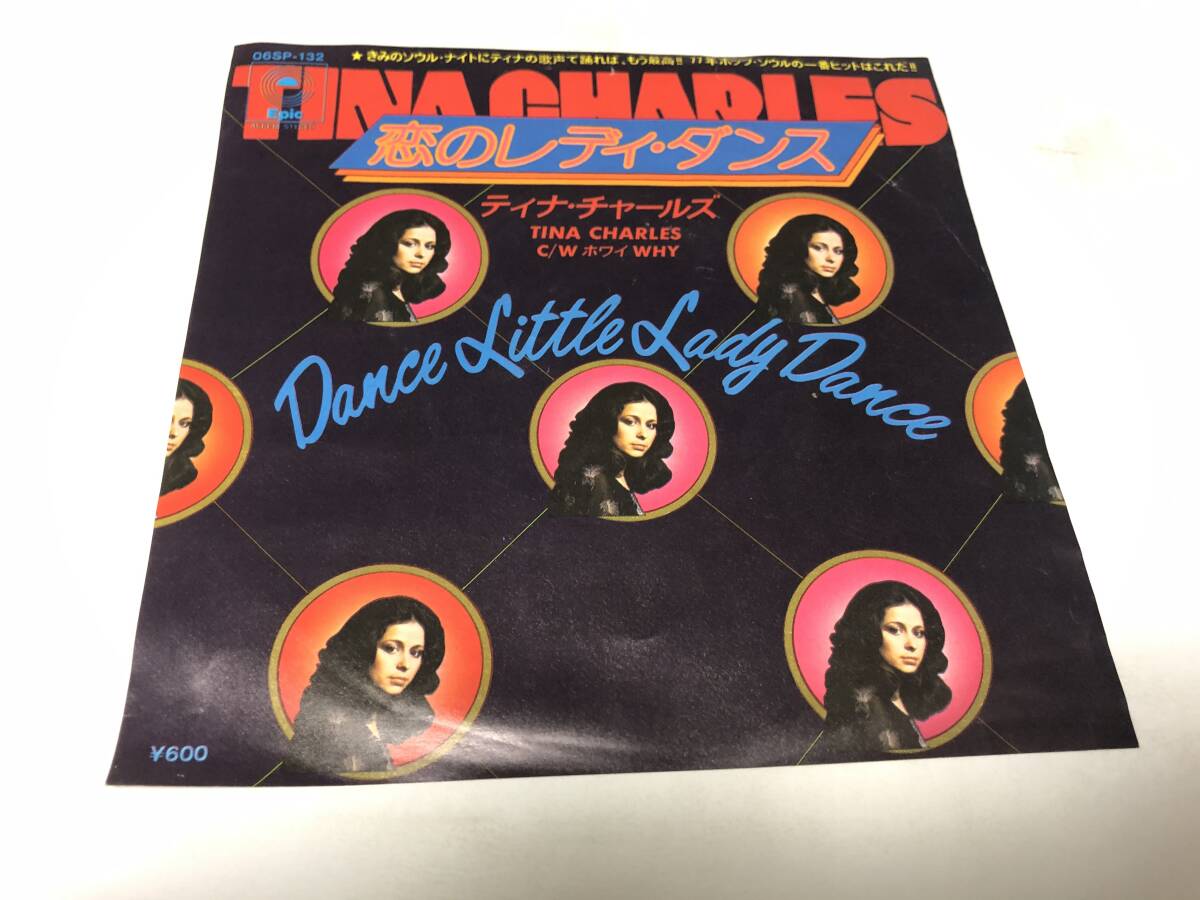 06SP-132
★きみのソウル・ナイトにティナの歌声で踊れば、もう最高!! 77年ポップ・ソウルの一番ヒットはこれだ!!
TINA CHARLES
Epic
恋のレディ・ダンス
ティナ・チャールズ
TINA CHARLES
C/W ホワイ WHY
Dance Little Lady Dance
¥600